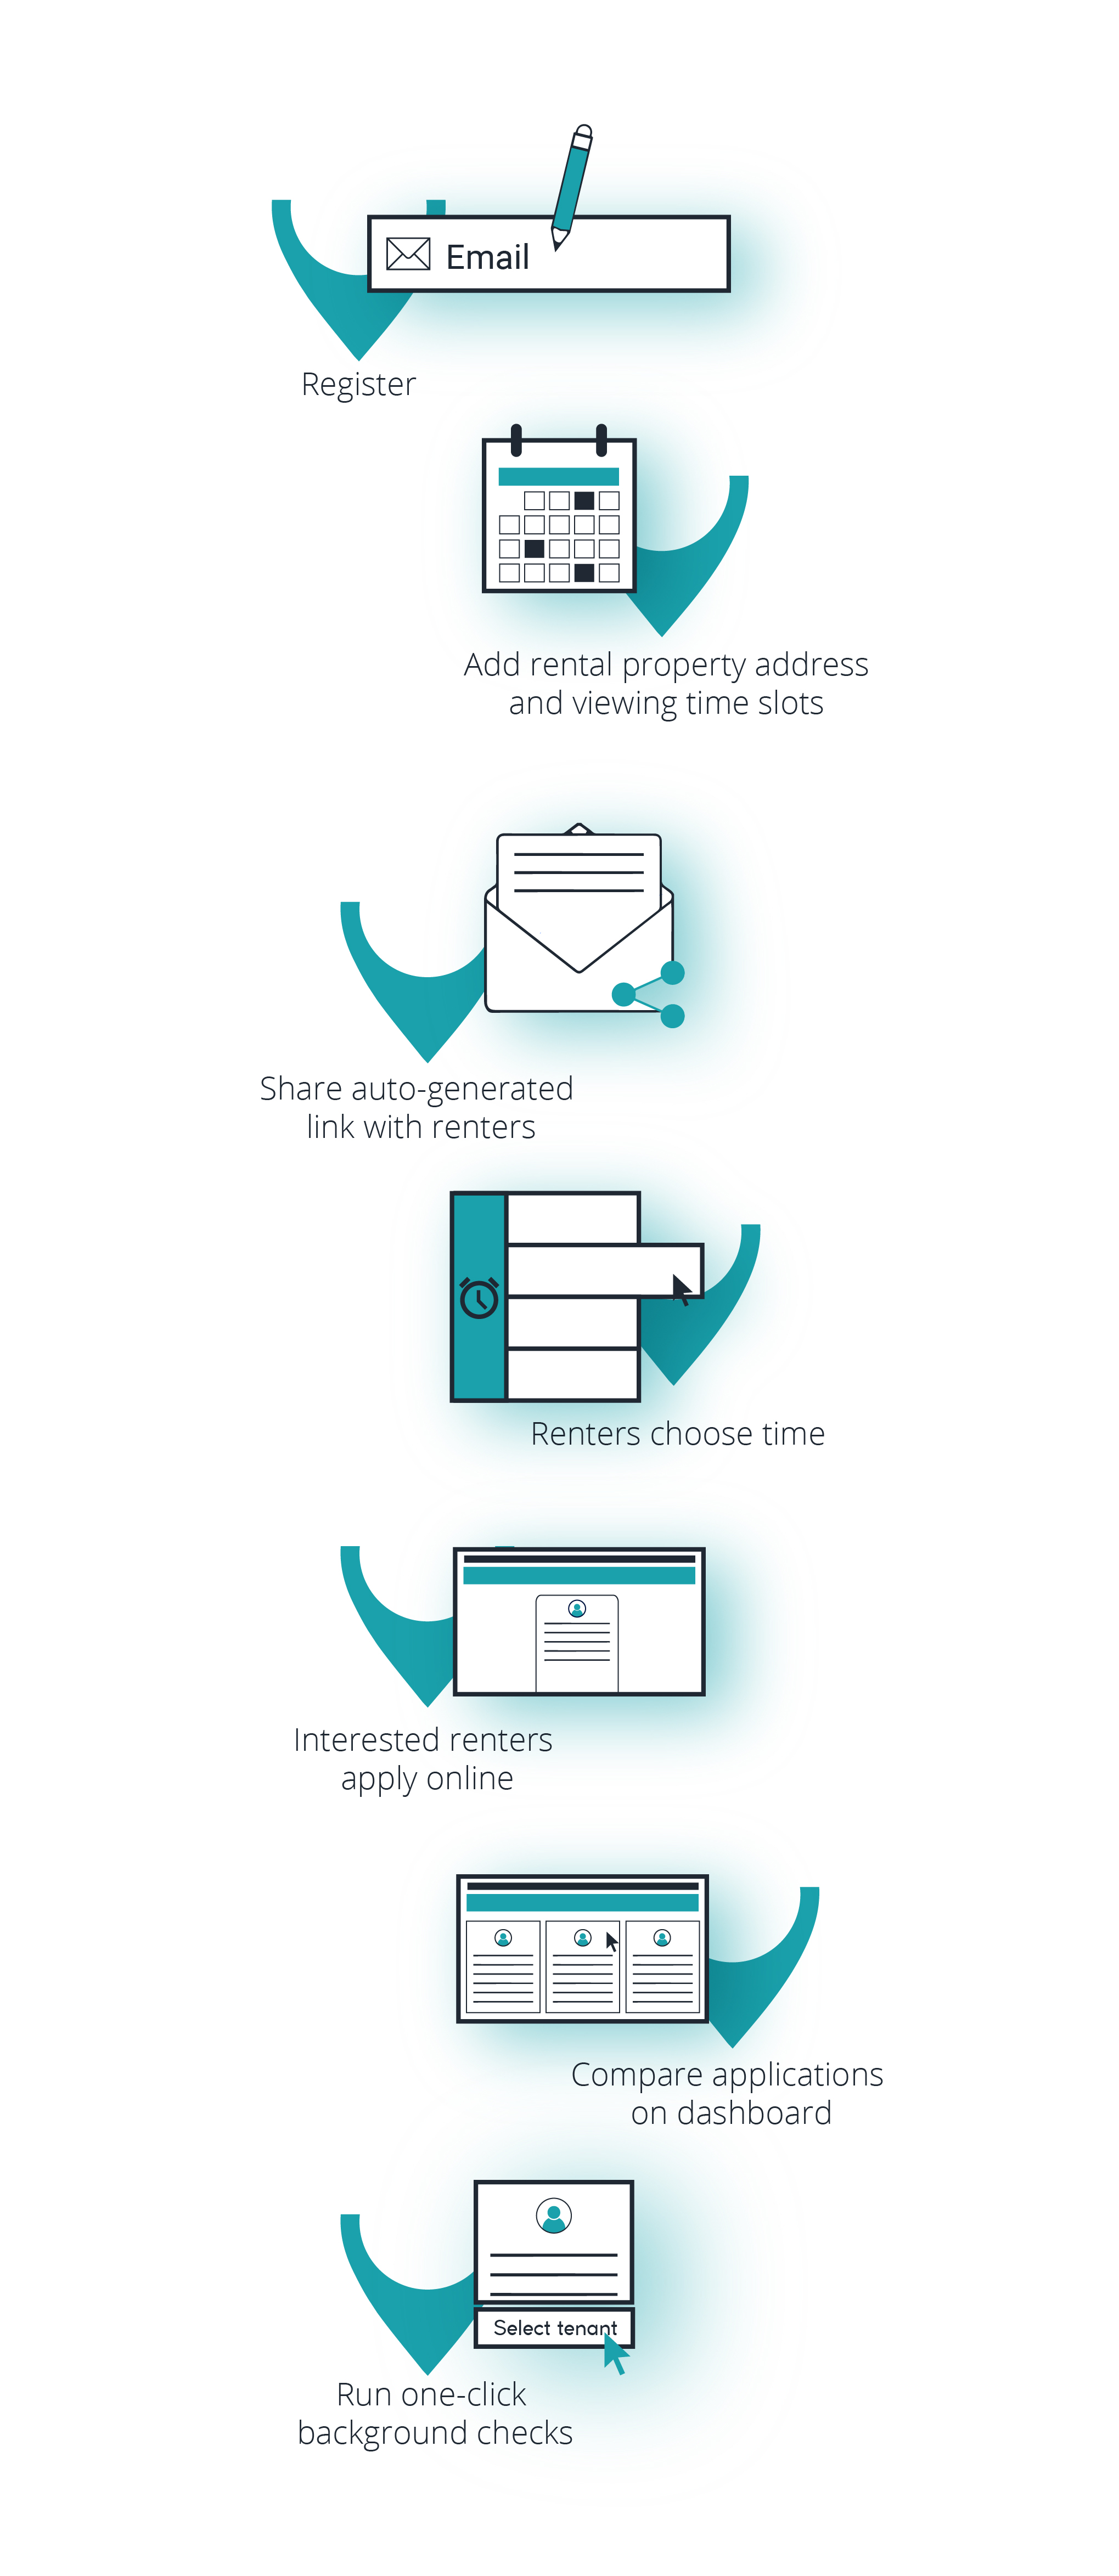 Email
Register
Add rental property address
and viewing time slots
Share auto-generated
link with renters
Renters choose time
Interested renters
apply online
Compare applications
on dashboard
Select tenant
Run one-click
background checks